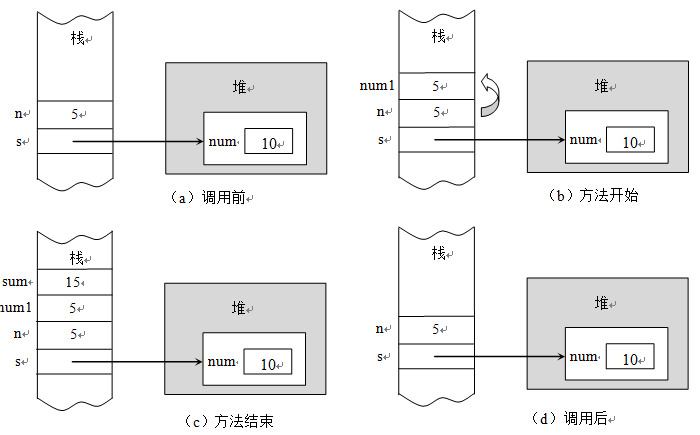 栈↵
堆↵
n↵ 5↵
s↵ num↵ 10↵
（a）调用前↵
栈↵
堆↵
num1 5↵
n↵ 5↵
s↵ num↵ 10↵
（b）方法开始
栈↵
堆↵
sum 15↵
num1 5↵
n↵ 5↵
s↵ num↵ 10↵
（c）方法结束
栈↵
堆↵
n↵ 5↵
s↵ num↵ 10↵
（d）调用后↵